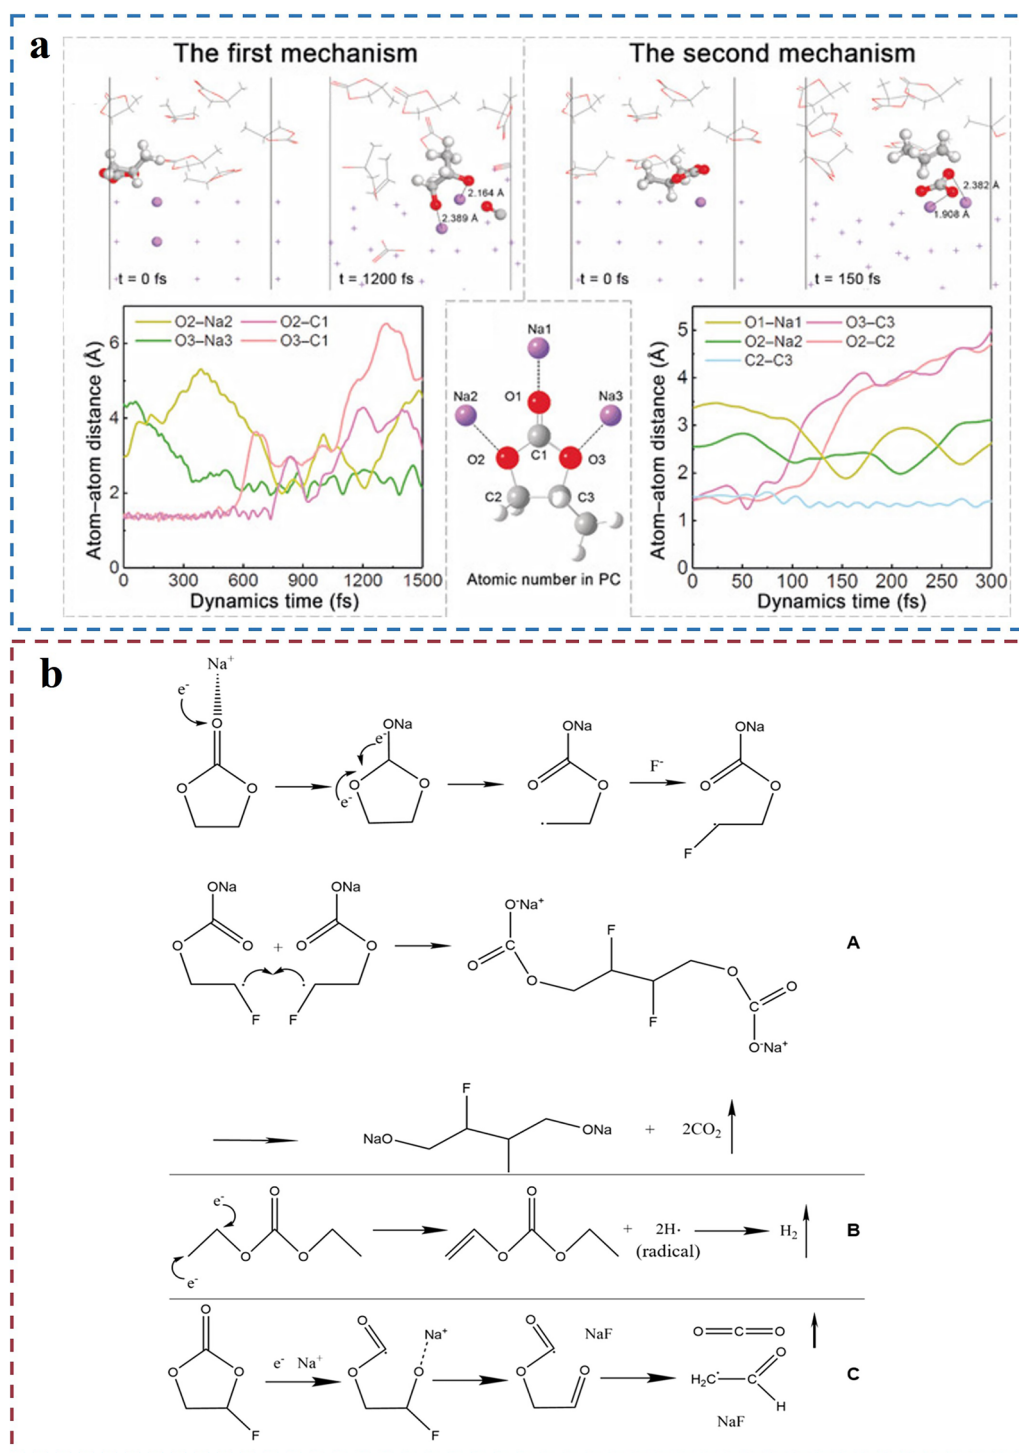 a
The first mechanism
The second mechanism
2.164 Å
2.389 Å
t = 0 fs
t = 1200 fs
2.382 Å
1.908 Å
t = 0 fs
t = 150 fs
Atom–atom distance (Å)
6
4
2
0
O2–Na2
O3–Na3
O2–C1
O3–C1
0 300 600 900 1200 1500
Dynamics time (fs)
Na1
Na2
O1
Na3
O2
C1
O3
C2
C3
Atomic number in PC
Atom–atom distance (Å)
5
4
3
2
1
0
O1–Na1
O2–Na2
C2–C3
O3–C3
O2–C2
0 50 100 150 200 250 300
Dynamics time (fs)
b
Na⁺
e⁻
O
O O
ONa
e⁻
O O
e⁻
ONa
O
O
F⁻
ONa
O
O
F
ONa
O O
F
+
ONa
O O
F
O⁻Na⁺
C
O
O
F
F
O
C
O
O⁻Na⁺
A
F
NaO
ONa
+ 2CO₂
e⁻
O
O O
e⁻
O
O O
+ 2H·
(radical)
H₂
B
O
O O
F
e⁻ Na⁺
O
O
Na⁺
O
F
O
O
O
NaF
O=C=O
H₂C
C
O
H
NaF
C